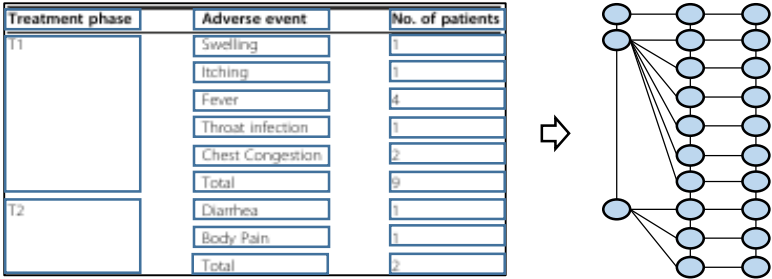 Treatment phase Adverse event No. of patients
T1 Swelling 1
Itching 1
Fever 4
Throat infection 1
Chest Congestion 2
Total 9
T2 Diarrhea 1
Body Pain 1
Total 2